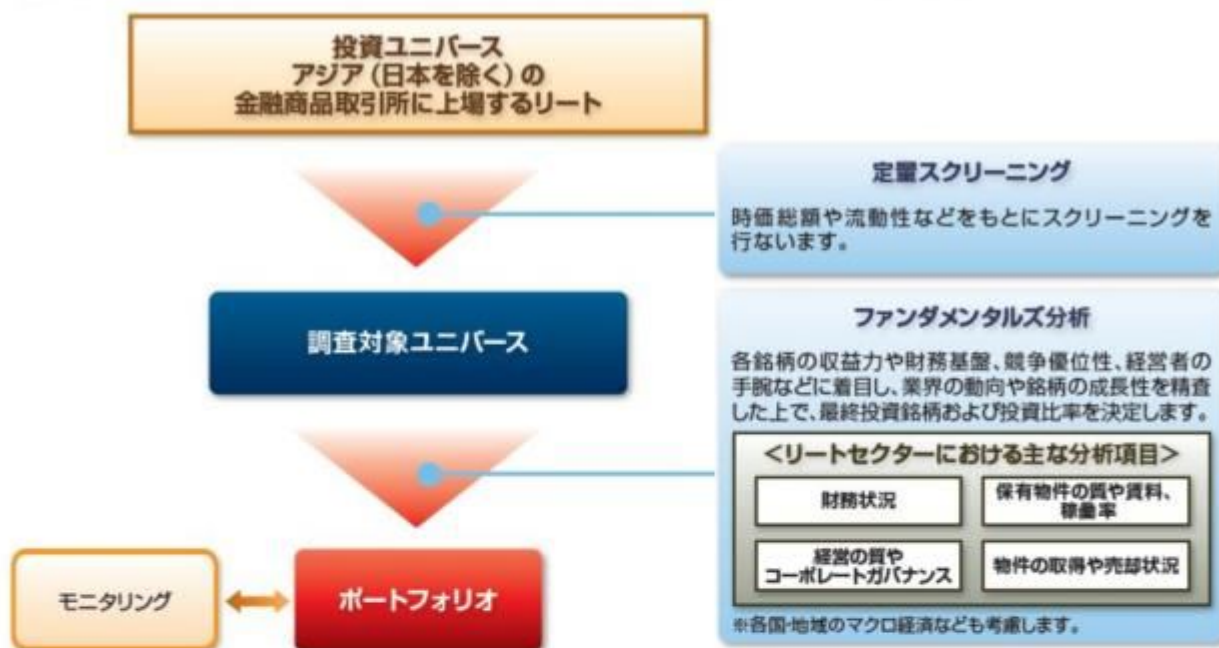 投資ユニバース
アジア（日本を除く）の
金融商品取引所に上場するリート
定量スクリーニング
時価総額や流動性などをもとにスクリーニングを
行ないます。
調査対象ユニバース
ファンダメンタルズ分析
各銘柄の収益力や財務基盤、競争優位性、経営者の
手腕などに着目し、業界の動向や銘柄の成長性を精査
した上で、最終投資銘柄および投資比率を決定します。
＜リートセクターにおける主な分析項目＞
財務状況
保有物件の質や賃料、
稼働率
経営の質や
コーポレートガバナンス
物件の取得や売却状況
※各国・地域のマクロ経済なども考慮します。
モニタリング
ポートフォリオ